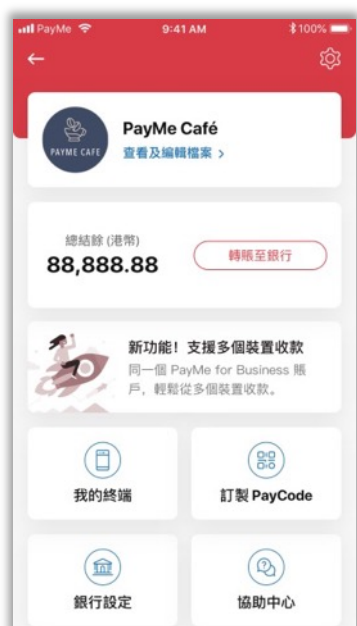 PayMe 9:41 AM 100%
PayMe Café
PAYME CAFE 查看及編輯檔案 >
總結餘 (港幣)
88,888.88 轉賬至銀行
新功能！支援多個裝置收款
同一個 PayMe for Business 賬
戶，輕鬆從多個裝置收款。
我的終端 訂製 PayCode
銀行設定 協助中心